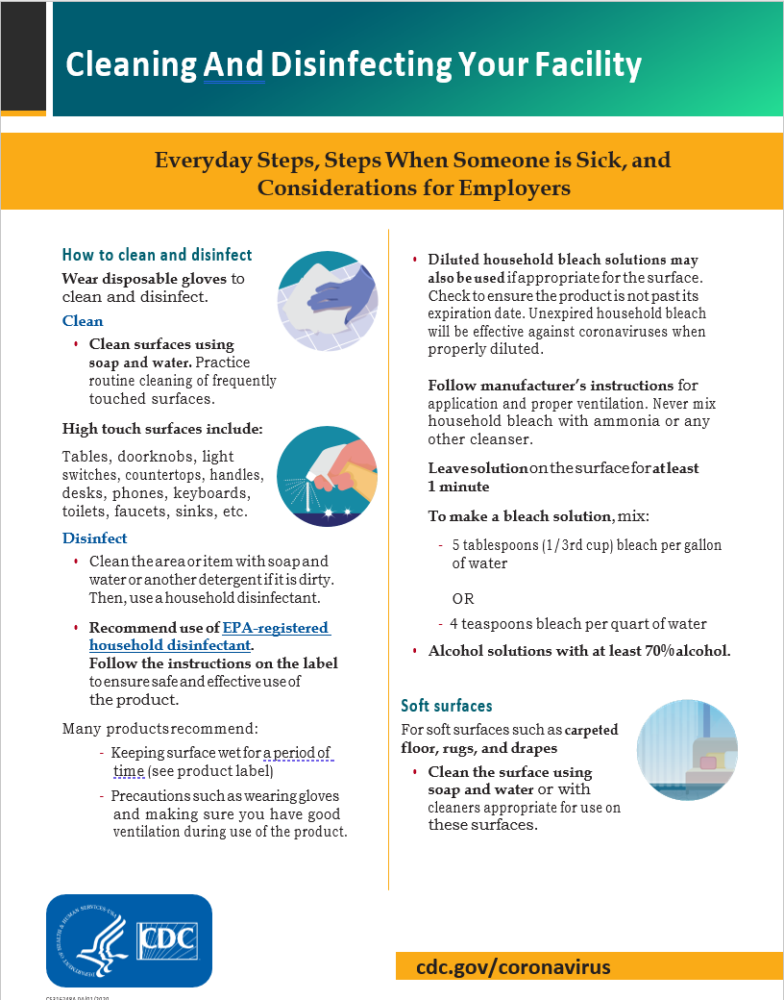 Cleaning And Disinfecting Your Facility
Everyday Steps, Steps When Someone is Sick, and
Considerations for Employers
How to clean and disinfect
Wear disposable gloves to
clean and disinfect.
Clean
• Clean surfaces using
soap and water. Practice
routine cleaning of frequently
touched surfaces.
High touch surfaces include:
Tables, doorknobs, light
switches, countertops, handles,
desks, phones, keyboards,
toilets, faucets, sinks, etc.
Disinfect
• Clean the area or item with soap and
water or another detergent if it is dirty.
Then, use a household disinfectant.
• Recommend use of EPA-registered
household disinfectant.
Follow the instructions on the label
to ensure safe and effective use of
the product.
Many products recommend:
- Keeping surface wet for a period of
time (see product label)
- Precautions such as wearing gloves
and making sure you have good
ventilation during use of the product.
• Diluted household bleach solutions may
also be used if appropriate for the surface.
Check to ensure the product is not past its
expiration date. Unexpired household bleach
will be effective against coronaviruses when
properly diluted.
Follow manufacturer's instructions for
application and proper ventilation. Never mix
household bleach with ammonia or any
other cleanser.
Leave solution on the surface for at least
1 minute
To make a bleach solution, mix:
- 5 tablespoons (1/3rd cup) bleach per gallon
of water
OR
- 4 teaspoons bleach per quart of water
• Alcohol solutions with at least 70% alcohol.
Soft surfaces
For soft surfaces such as carpeted
floor, rugs, and drapes
• Clean the surface using
soap and water or with
cleaners appropriate for use on
these surfaces.
DEPARTMENT OF HEALTH & HUMAN SERVICES·USA
CDC
cdc.gov/coronavirus